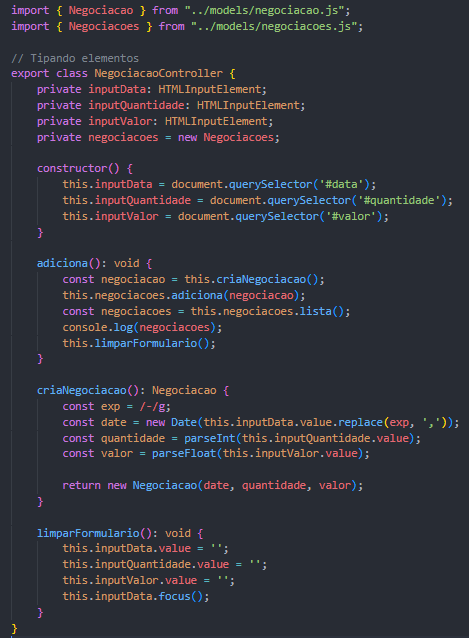 import { Negociacao } from "../models/negociacao.js";
import { Negociacoes } from "../models/negociacoes.js";
// Tipando elementos
export class NegociacaoController {
private inputData: HTMLInputElement;
private inputQuantidade: HTMLInputElement;
private inputValor: HTMLInputElement;
private negociacoes = new Negociacoes;
constructor() {
this.inputData = document.querySelector('#data');
this.inputQuantidade = document.querySelector('#quantidade');
this.inputValor = document.querySelector('#valor');
}
adiciona(): void {
const negociacao = this.criaNegociacao();
this.negociacoes.adiciona(negociacao);
const negociacoes = this.negociacoes.lista();
console.log(negociacoes);
this.limparFormulario();
}
criaNegociacao(): Negociacao {
const exp = /-/g;
const date = new Date(this.inputData.value.replace(exp, ','));
const quantidade = parseInt(this.inputQuantidade.value);
const valor = parseFloat(this.inputValor.value);
return new Negociacao(date, quantidade, valor);
}
limparFormulario(): void {
this.inputData.value = '';
this.inputQuantidade.value = '';
this.inputValor.value = '';
this.inputData.focus();
}
}